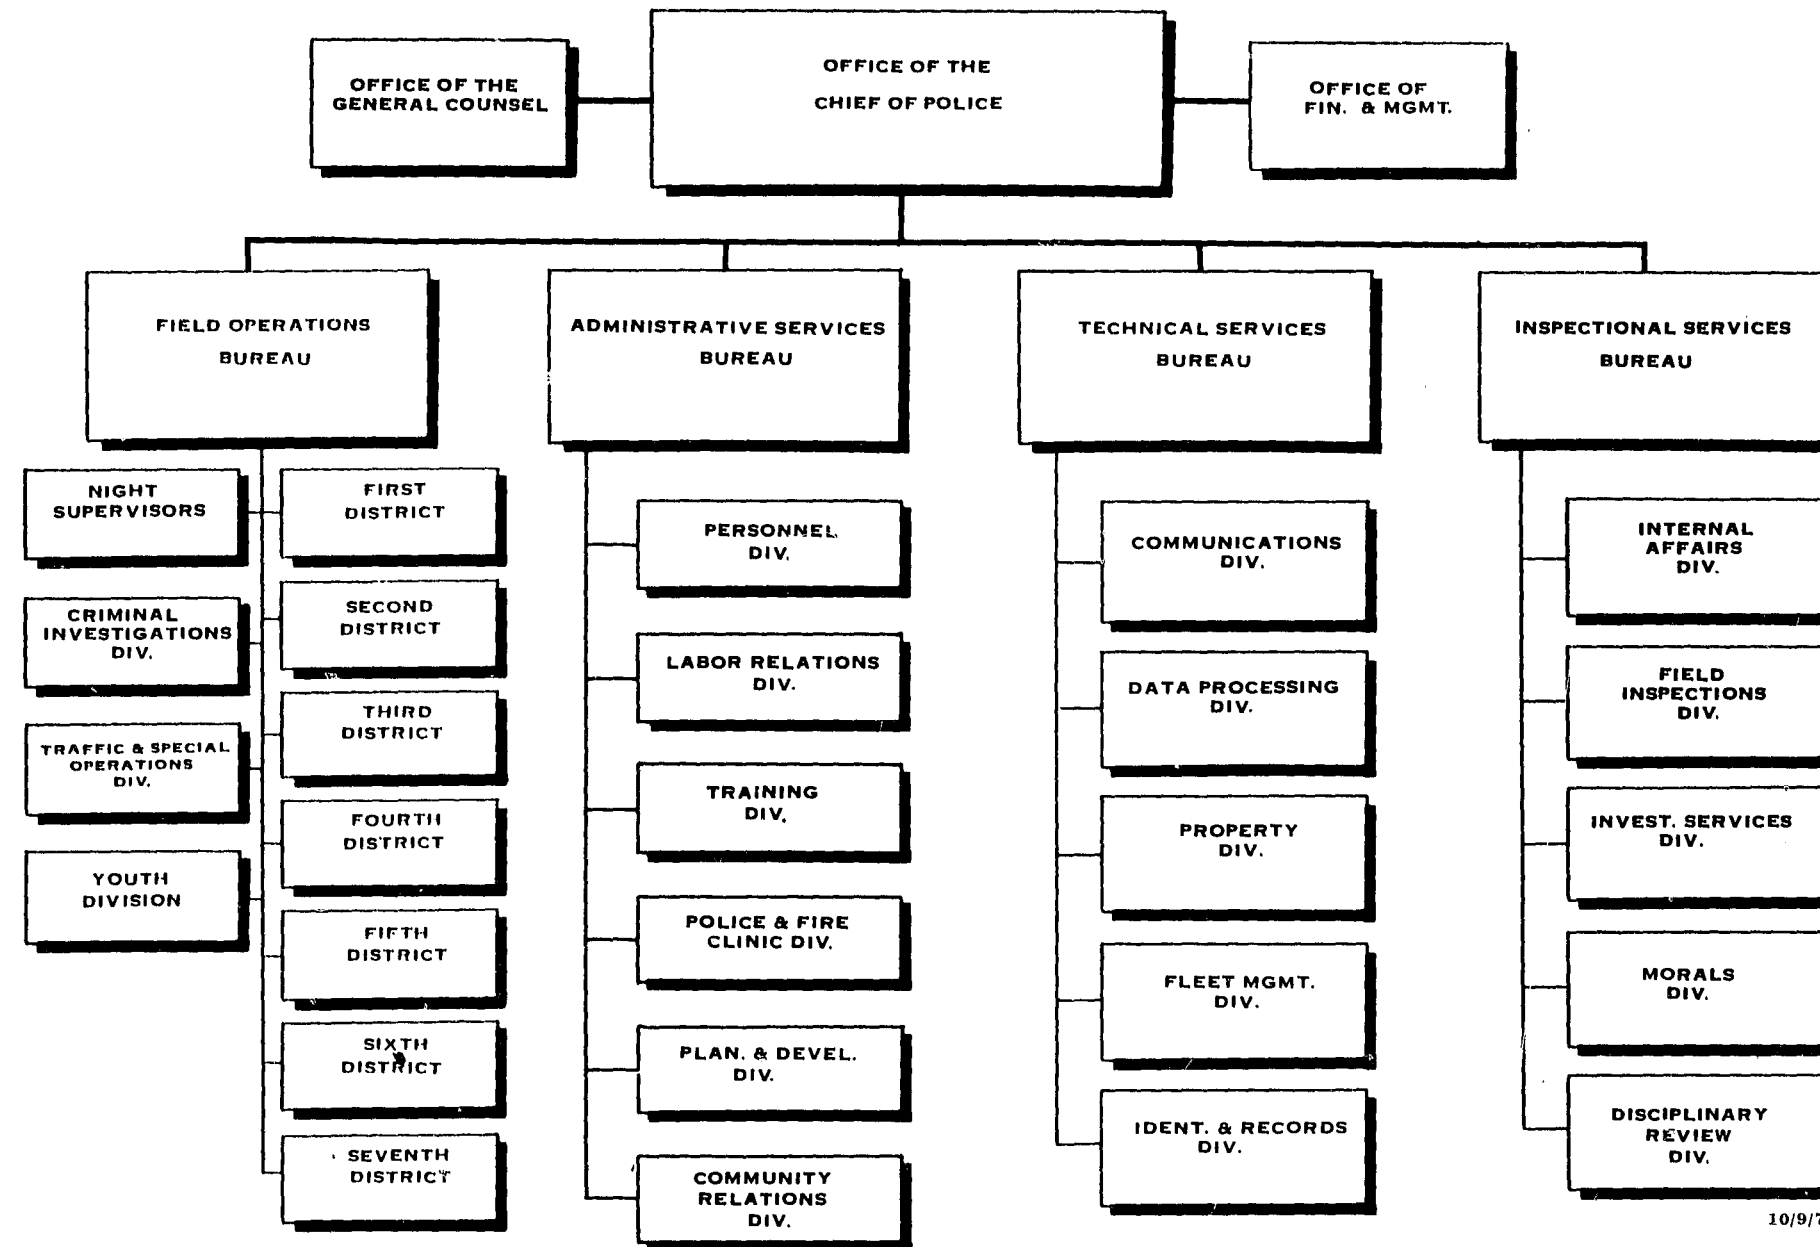 OFFICE OF THE
GENERAL COUNSEL
OFFICE OF THE
CHIEF OF POLICE
OFFICE OF
FIN. & MGMT.
FIELD OPERATIONS
BUREAU
ADMINISTRATIVE SERVICES
BUREAU
TECHNICAL SERVICES
BUREAU
INSPECTIONAL SERVICES
BUREAU
NIGHT
SUPERVISORS
CRIMINAL
INVESTIGATIONS
DIV.
TRAFFIC & SPECIAL
OPERATIONS
DIV.
YOUTH
DIVISION
FIRST
DISTRICT
SECOND
DISTRICT
THIRD
DISTRICT
FOURTH
DISTRICT
FIFTH
DISTRICT
SIXTH
DISTRICT
SEVENTH
DISTRICT
PERSONNEL
DIV.
LABOR RELATIONS
DIV.
TRAINING
DIV.
POLICE & FIRE
CLINIC DIV.
PLAN. & DEVEL.
DIV.
COMMUNITY
RELATIONS
DIV.
COMMUNICATIONS
DIV.
DATA PROCESSING
DIV.
PROPERTY
DIV.
FLEET MGMT.
DIV.
IDENT. & RECORDS
DIV.
INTERNAL
AFFAIRS
DIV.
FIELD
INSPECTIONS
DIV.
INVEST. SERVICES
DIV.
MORALS
DIV.
DISCIPLINARY
REVIEW
DIV.
10/9/7